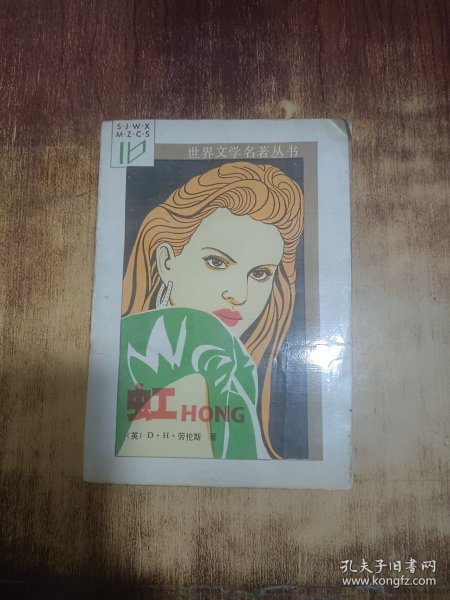 S·J·W·X
M·Z·C·S
世界文学名著丛书
虹 HONG
(英) D·H·劳伦斯 著
孔夫子旧书网
www.kongfz.com